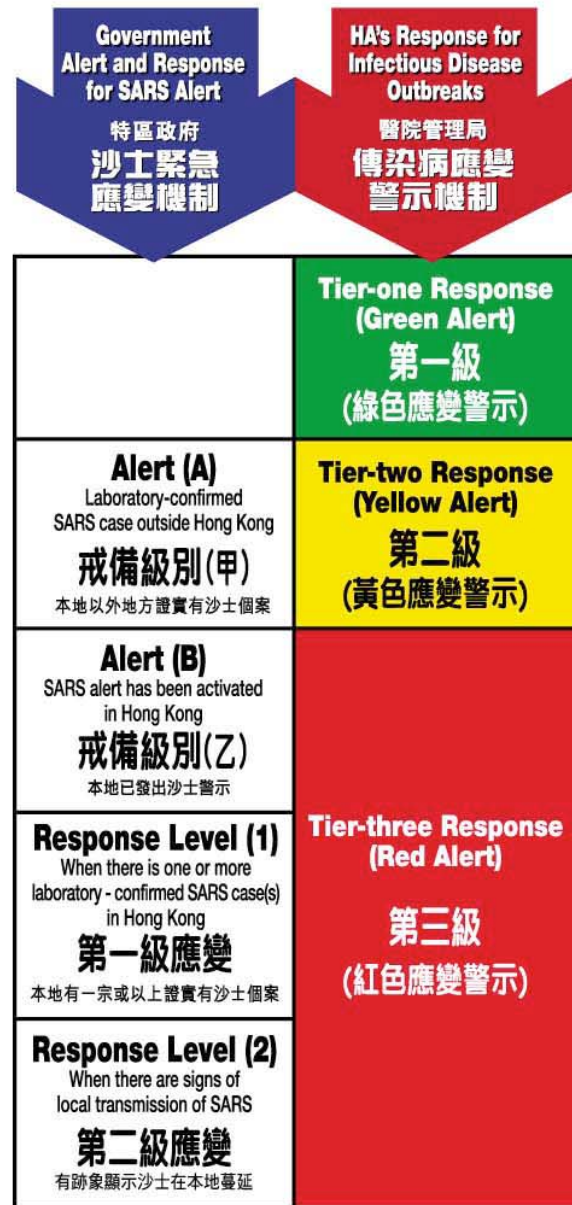 Government
Alert and Response
for SARS Alert
特區政府
沙士緊急
應變機制
HA's Response for
Infectious Disease
Outbreaks
醫院管理局
傳染病應變
警示機制
Tier-one Response
(Green Alert)
第一級
(綠色應變警示)
Alert (A)
Laboratory-confirmed
SARS case outside Hong Kong
戒備級別(甲)
本地以外地方證實有沙士個案
Tier-two Response
(Yellow Alert)
第二級
(黃色應變警示)
Alert (B)
SARS alert has been activated
in Hong Kong
戒備級別(乙)
本地已發出沙士警示
Response Level (1)
When there is one or more
laboratory - confirmed SARS case(s)
in Hong Kong
第一級應變
本地有一宗或以上證實有沙士個案
Response Level (2)
When there are signs of
local transmission of SARS
第二級應變
有跡象顯示沙士在本地蔓延
Tier-three Response
(Red Alert)
第三級
(紅色應變警示)